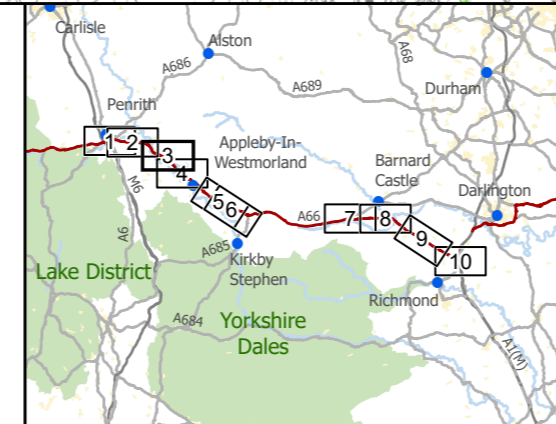 Carlisle
Alston
A686
A68
A689
Durham
Penrith
1
2
3
4
5
6
Appleby-In-
Westmorland
Barnard
Castle
Darlington
M6
A6
A66
7
8
9
10
A685
Kirkby
Stephen
Lake District
Richmond
A684
Yorkshire
Dales
A1(M)